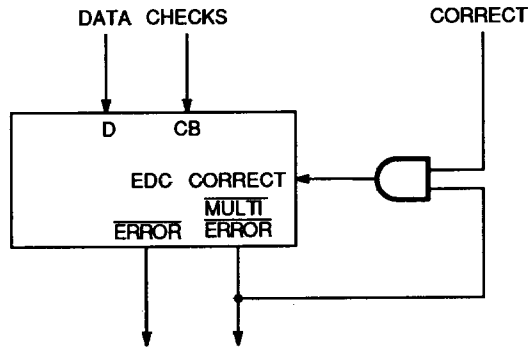 DATA CHECKS
CORRECT
D CB
EDC CORRECT
ERROR
MULTI
ERROR